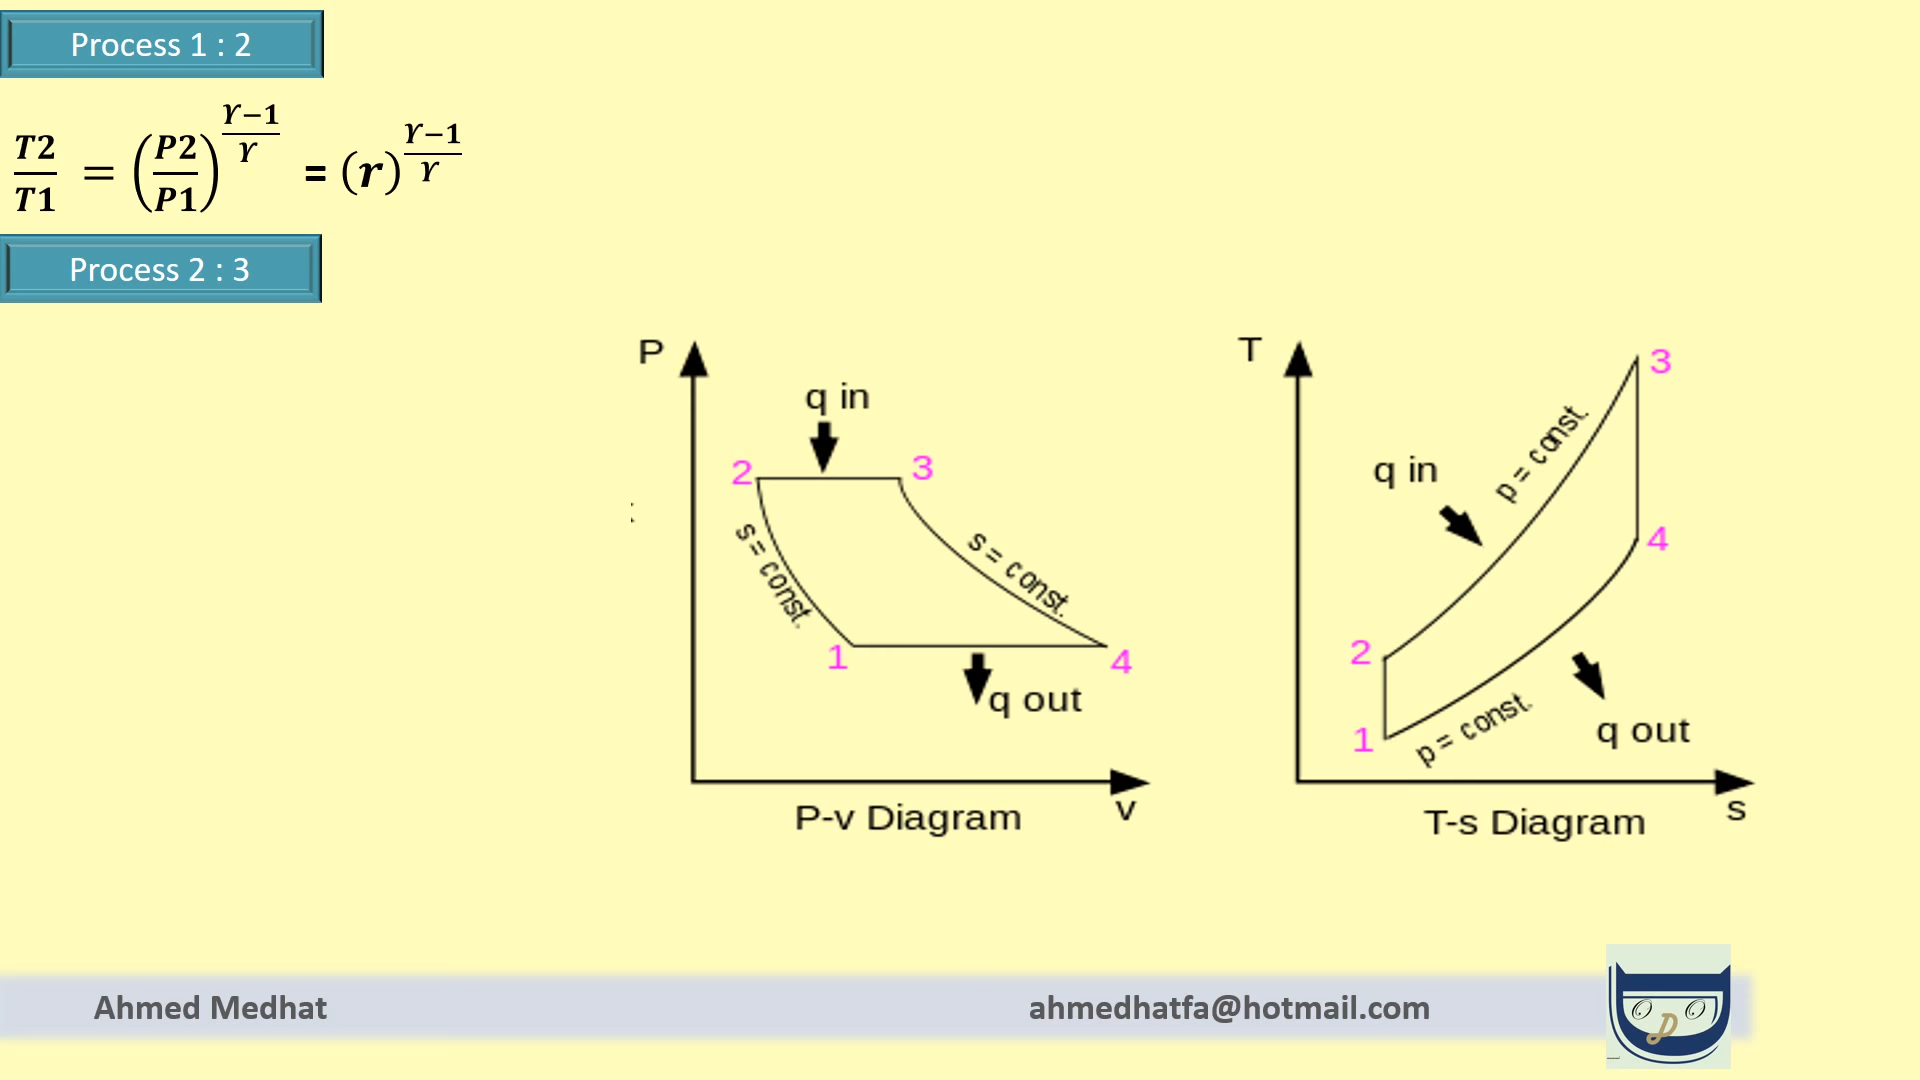 Process 1 : 2
T2/T1 = (P2/P1)^((γ−1)/γ) = (r)^((γ−1)/γ)
Process 2 : 3
P
q in
2
3
s = const.
s = const.
1
4
q out
v
P-v Diagram
T
3
q in
p = const.
4
2
1
p = const.
q out
s
T-s Diagram
Ahmed Medhat
ahmedhatfa@hotmail.com
O D O